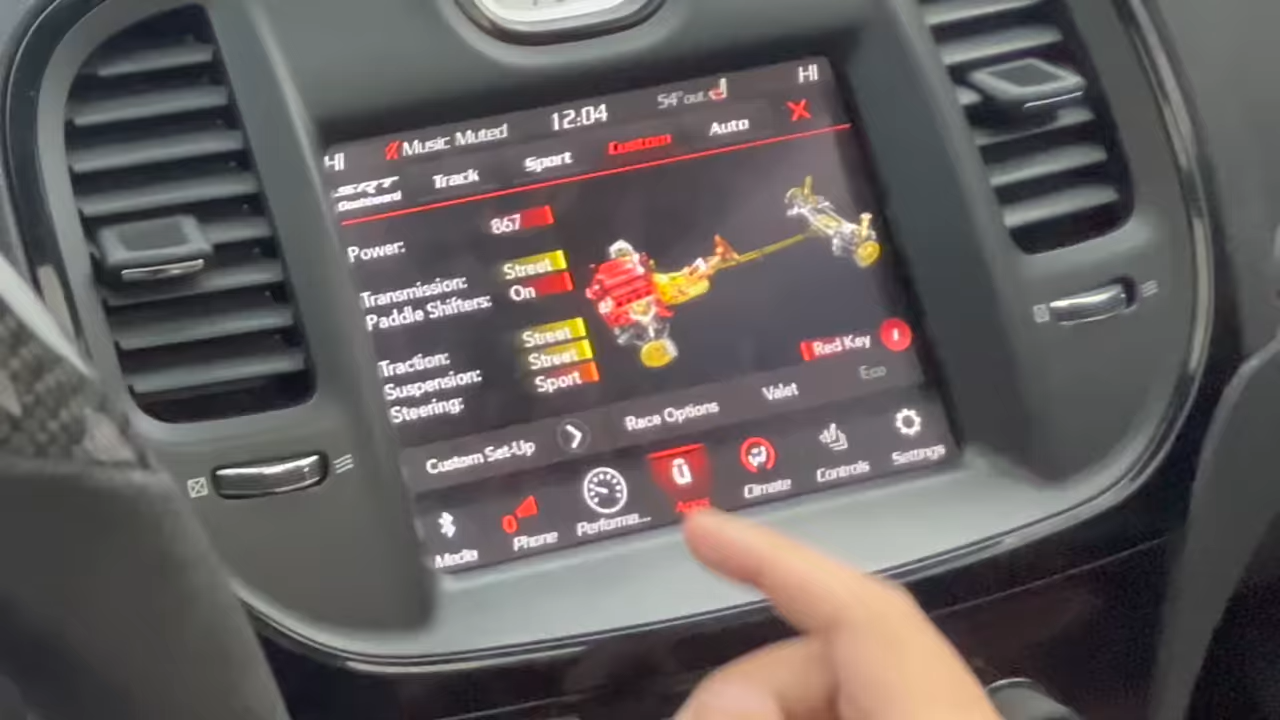 HI Music Muted 12:04 54°out HI
SRT Dashboard Track Sport Custom Auto
Power: 867
Transmission: Street
Paddle Shifters: On
Traction: Street
Suspension: Street
Steering: Sport
Red Key
Custom Set-Up Race Options Valet Eco
Media Phone Performa... Apps Climate Controls Settings